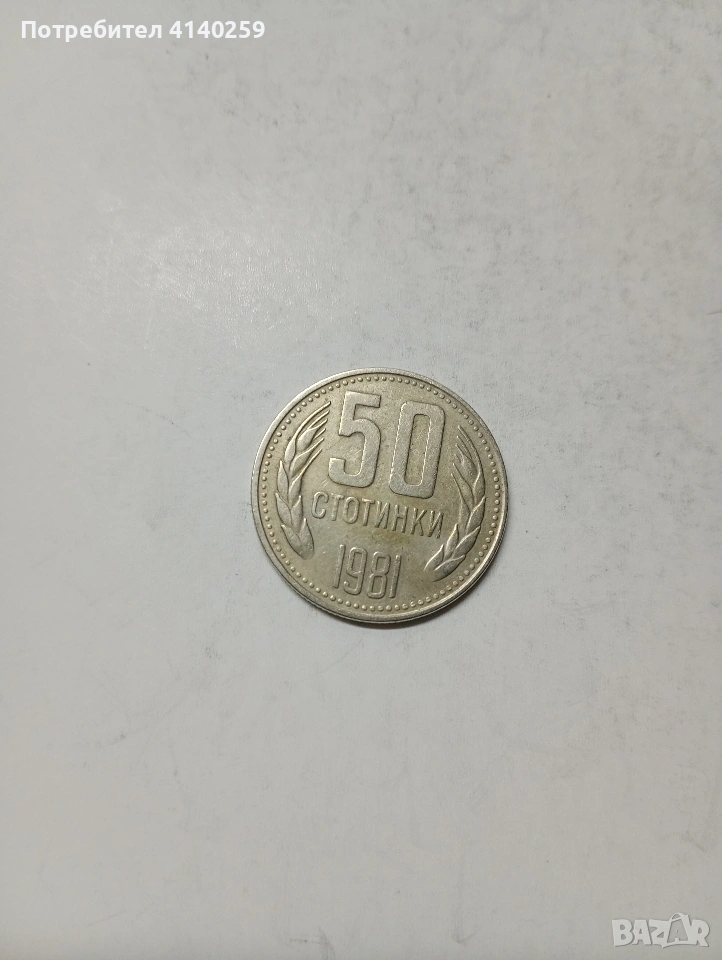 Потребител 4140259
50
СТОТИНКИ
1981
BAZAR